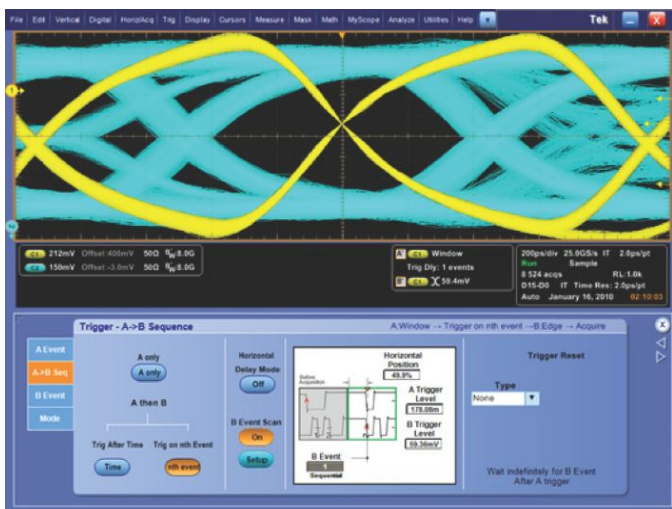 File Edit Vertical Digital Horiz/Acq Trig Display Cursors Measure Mask Math MyScope Analyze Utilities Help Tek X
1
C1 212mV Offset:400mV 50Ω BW:8.0G
C2 150mV Offset:-3.0mV 50Ω BW:8.0G
A' C1 Window
Trig Dly: 1 events
B' C1 59.4mV
200ps/div 25.0GS/s IT 2.0ps/pt
Run Sample
8 524 acqs RL:1.0k
D15-D0 IT Time Res: 2.0ps/pt
Auto January 16, 2010 02:10:03
Trigger - A->B Sequence
A:Window → Trigger on nth event →B:Edge → Acquire
A Event
A->B Seq
B Event
Mode
A only
A only
A then B
Trig After Time Trig on nth Event
Time nth event
Horizontal
Delay Mode
Off
B Event Scan
On
Setup
Before
Acquisition
Horizontal
Position
49.9%
A Trigger
Level
178.08m
B Trigger
Level
59.36mV
B Event
1
Sequential
Trigger Reset
Type
None
Wait indefinitely for B Event
After A trigger